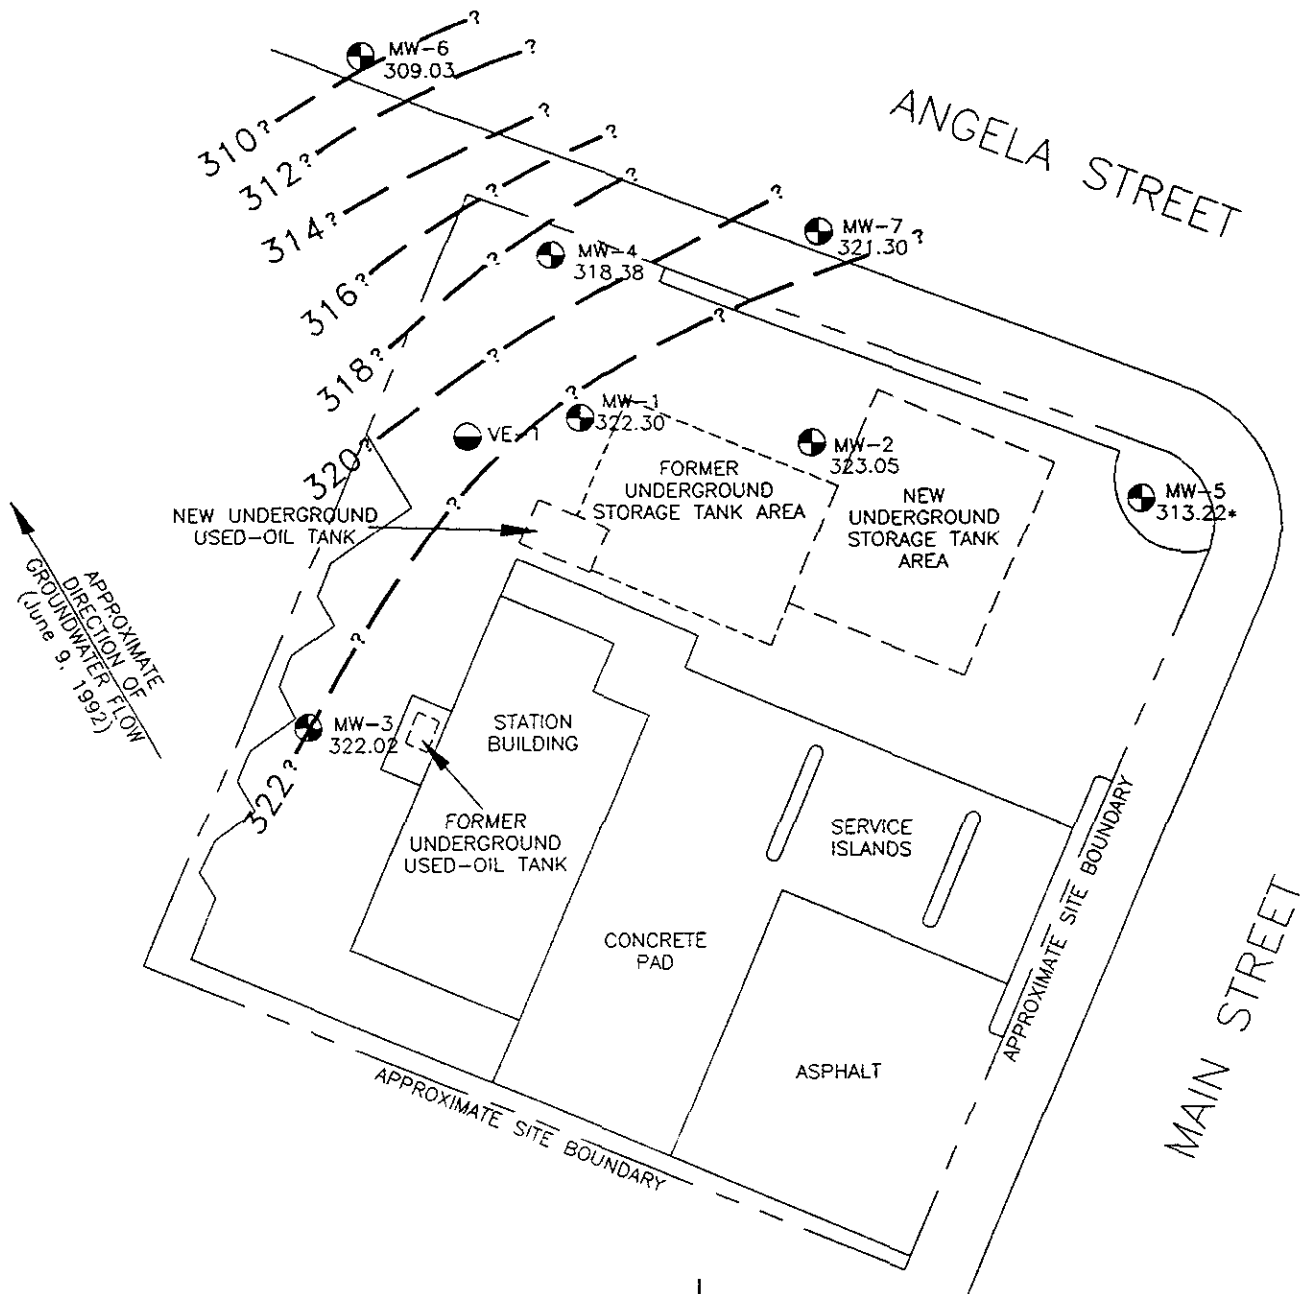 MW-6
309.03
?
?
310?
312?
?
314?
?
?
?
?
316?
ANGELA STREET
MW-7
321.30
?
MW-4
318.38
?
318?
?
?
320?
?
MW-1
322.30
VE-1
?
MW-2
323.05
FORMER
UNDERGROUND
STORAGE TANK AREA
NEW
UNDERGROUND
STORAGE TANK
AREA
MW-5
313.22*
NEW UNDERGROUND
USED-OIL TANK
APPROXIMATE
DIRECTION OF
GROUNDWATER FLOW
(June 9, 1992)
?
MW-3
322.02
322?
STATION
BUILDING
FORMER
UNDERGROUND
USED-OIL TANK
SERVICE
ISLANDS
CONCRETE
PAD
ASPHALT
APPROXIMATE SITE BOUNDARY
APPROXIMATE SITE BOUNDARY
MAIN STREET